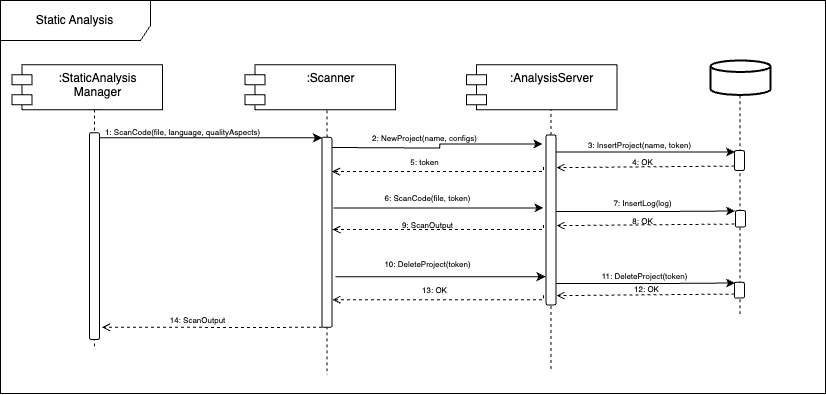 Static Analysis
:StaticAnalysis
Manager
:Scanner
:AnalysisServer
1: ScanCode(file, language, qualityAspects)
2: NewProject(name, configs)
3: InsertProject(name, token)
4: OK
5: token
6: ScanCode(file, token)
7: InsertLog(log)
8: OK
9: ScanOutput
10: DeleteProject(token)
11: DeleteProject(token)
12: OK
13: OK
14: ScanOutput